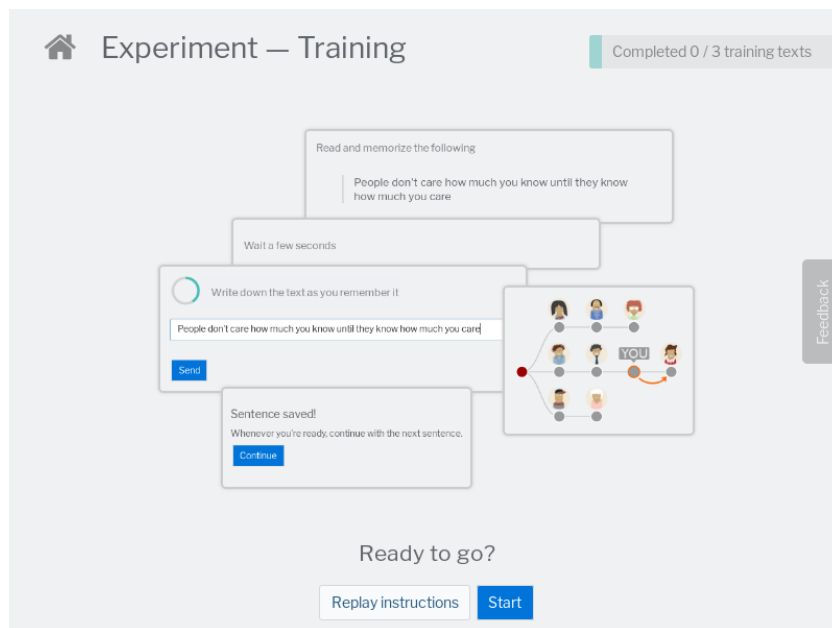 Experiment — Training
Completed 0 / 3 training texts
Read and memorize the following
People don't care how much you know until they know
how much you care
Wait a few seconds
Write down the text as you remember it
People don't care how much you know until they know how much you care
Send
YOU
Sentence saved!
Whenever you're ready, continue with the next sentence.
Continue
Feedback
Ready to go?
Replay instructions
Start